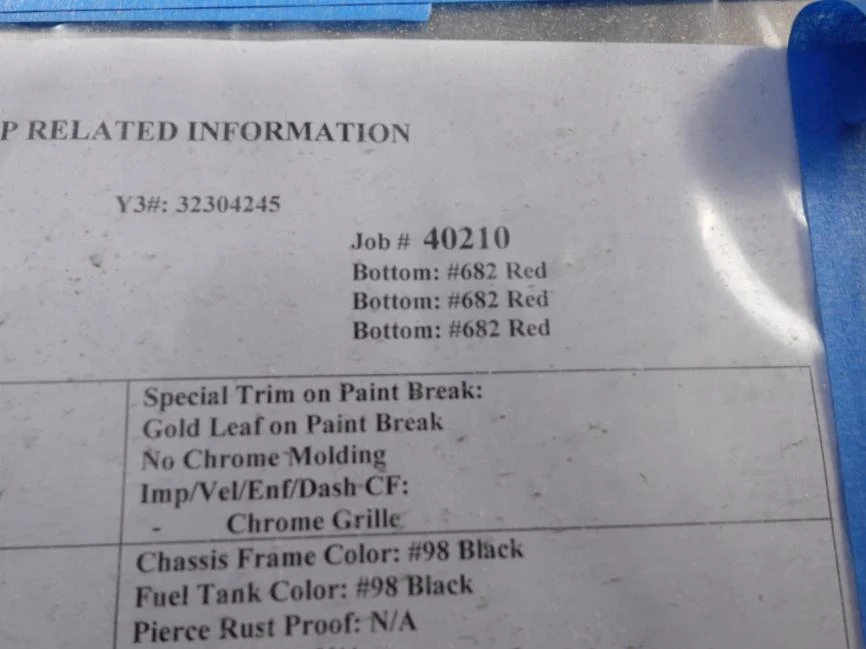 P RELATED INFORMATION
Y3#: 32304245
Job # 40210
Bottom: #682 Red
Bottom: #682 Red
Bottom: #682 Red
Special Trim on Paint Break:
Gold Leaf on Paint Break
No Chrome Molding
Imp/Vel/Enf/Dash CF:
- Chrome Grille
Chassis Frame Color: #98 Black
Fuel Tank Color: #98 Black
Pierce Rust Proof: N/A